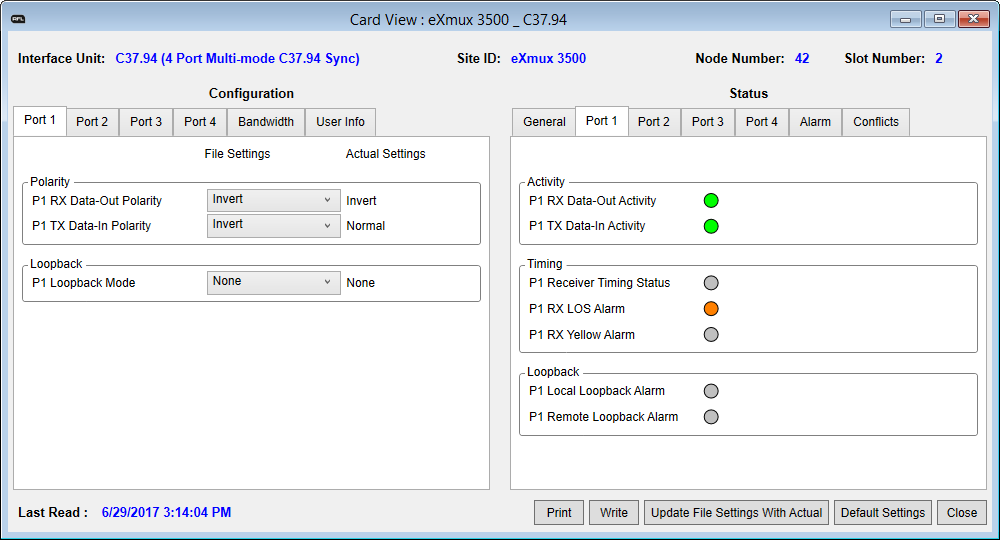 RFL
Card View : eXmux 3500 _ C37.94
Interface Unit: C37.94 (4 Port Multi-mode C37.94 Sync) Site ID: eXmux 3500 Node Number: 42 Slot Number: 2
Configuration
Port 1 Port 2 Port 3 Port 4 Bandwidth User Info
File Settings Actual Settings
Polarity
P1 RX Data-Out Polarity Invert Invert
P1 TX Data-In Polarity Invert Normal
Loopback
P1 Loopback Mode None None
Status
General Port 1 Port 2 Port 3 Port 4 Alarm Conflicts
Activity
P1 RX Data-Out Activity
P1 TX Data-In Activity
Timing
P1 Receiver Timing Status
P1 RX LOS Alarm
P1 RX Yellow Alarm
Loopback
P1 Local Loopback Alarm
P1 Remote Loopback Alarm
Last Read : 6/29/2017 3:14:04 PM
Print Write Update File Settings With Actual Default Settings Close